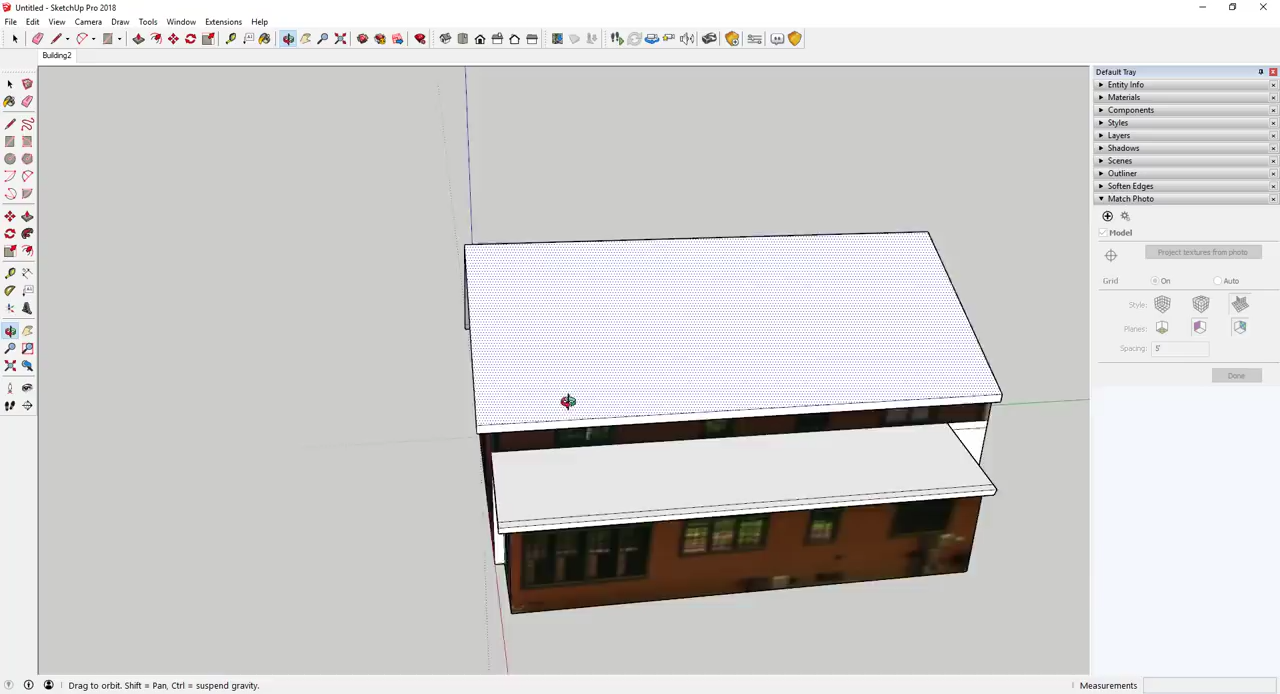 Untitled - SketchUp Pro 2018
File Edit View Camera Draw Tools Window Extensions Help
Building2
Default Tray
Entity Info
Materials
Components
Styles
Layers
Shadows
Scenes
Outliner
Soften Edges
Match Photo
Model
Project textures from photo
Grid On Auto
Style:
Planes:
Spacing: 5'
Done
Drag to orbit. Shift = Pan, Ctrl = suspend gravity.
Measurements